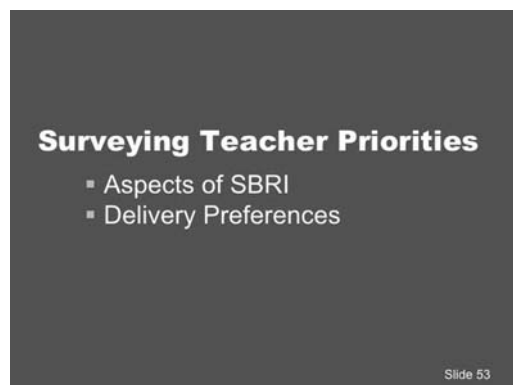 Surveying Teacher Priorities
▪ Aspects of SBRI
▪ Delivery Preferences
Slide 53